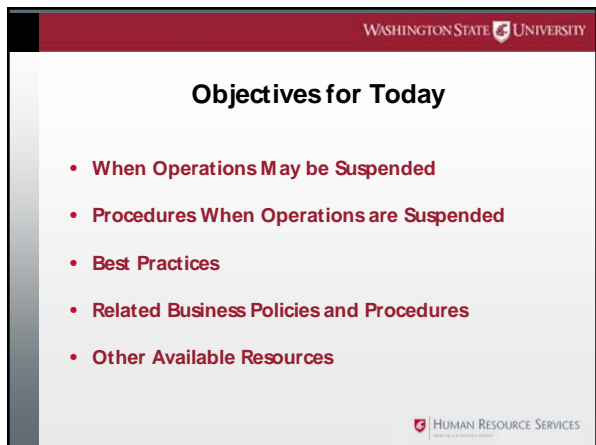 WASHINGTON STATE UNIVERSITY
Objectives for Today
• When Operations May be Suspended
• Procedures When Operations are Suspended
• Best Practices
• Related Business Policies and Procedures
• Other Available Resources
HUMAN RESOURCE SERVICES